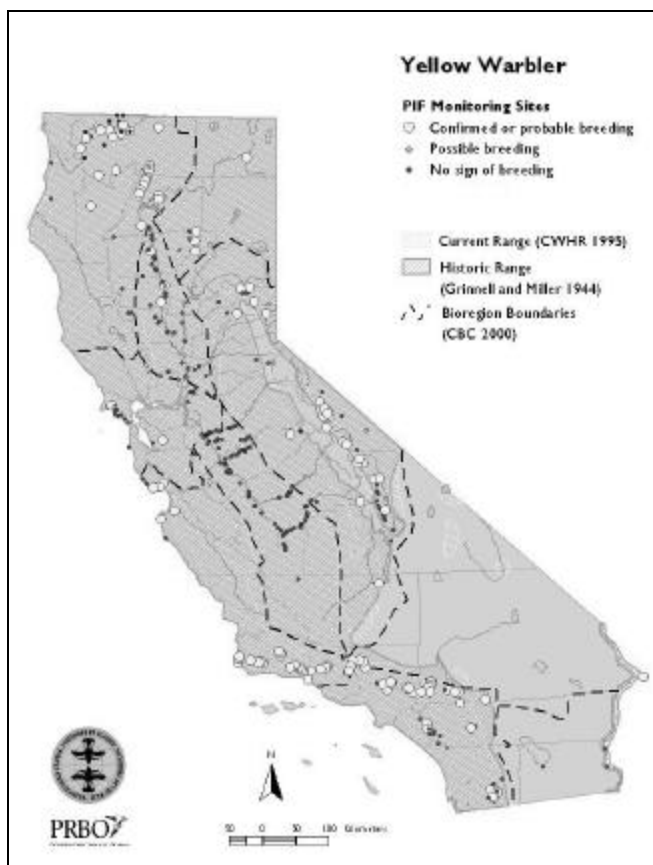 Yellow Warbler
PIF Monitoring Sites
Confirmed or probable breeding
Possible breeding
No sign of breeding
Current Range (CWHR 1995)
Historic Range
(Grinnell and Miller 1944)
Bioregion Boundaries
(CBC 2000)
N
PRBO
50 0 50 100 Kilometers